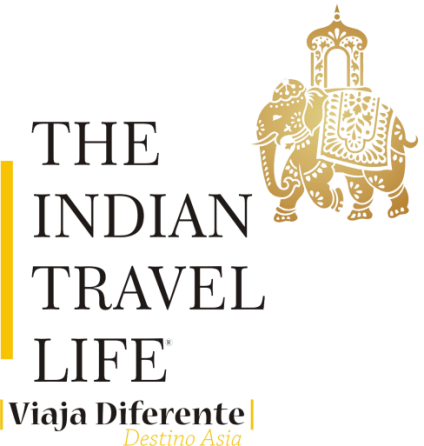 THE
INDIAN
TRAVEL
LIFE®
Viaja Diferente
Destino Asia